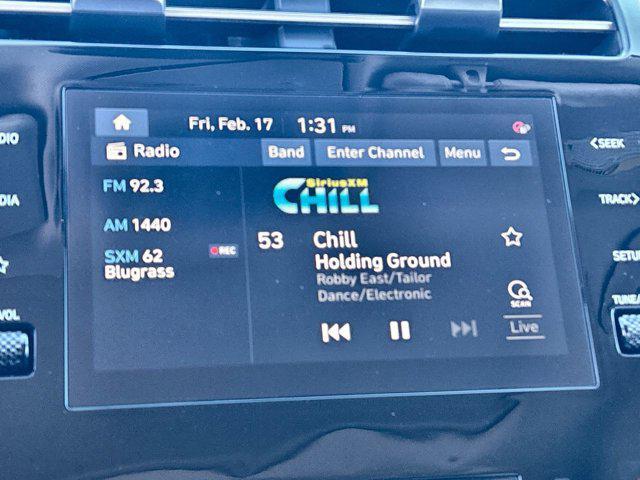 Fri, Feb. 17 1:31 PM
Radio Band Enter Channel Menu
FM 92.3
AM 1440
SXM 62
Blugrass
REC
SiriusXM
CHILL
53 Chill
Holding Ground
Robby East/Tailor
Dance/Electronic
SCAN
Live
DIO
DIA
VOL
<SEEK
TRACK>
SETU
TUNE/